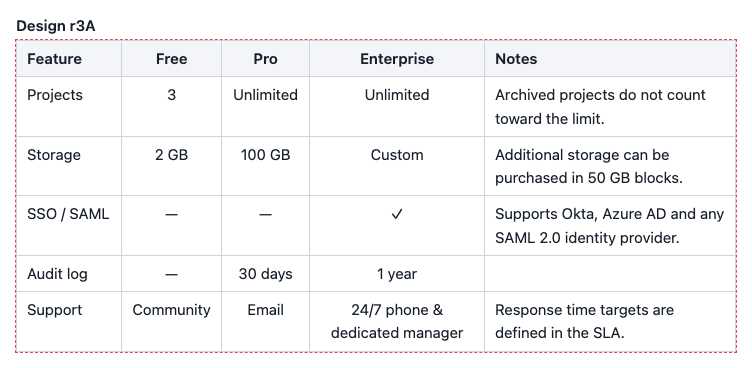 Design r3A
Feature Free Pro Enterprise Notes
Projects 3 Unlimited Unlimited Archived projects do not count
toward the limit.
Storage 2 GB 100 GB Custom Additional storage can be
purchased in 50 GB blocks.
SSO / SAML — — ✓ Supports Okta, Azure AD and any
SAML 2.0 identity provider.
Audit log — 30 days 1 year
Support Community Email 24/7 phone & Response time targets are
dedicated manager defined in the SLA.